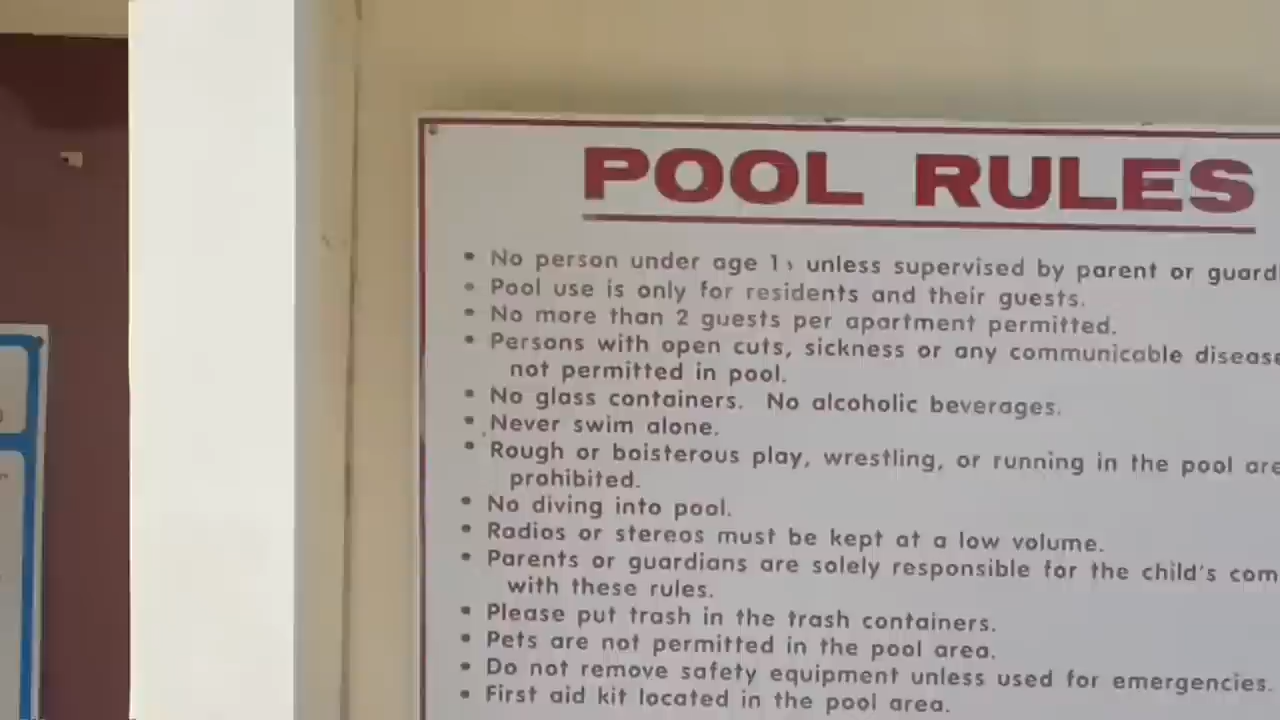 POOL RULES
• No person under age unless supervised by parent or
• Pool use is only for residents and their guests.
• No more than 2 guests per apartment permitted.
• Persons with open cuts, sickness or any communicable
not permitted in pool.
• No glass containers. No alcoholic beverages.
• Never swim alone.
• Rough or boisterous play, wrestling, or running in the pool
prohibited.
• No diving into pool.
• Radios or stereos must be kept at a low volume.
• Parents or guardians are solely responsible for the child's
with these rules.
• Please put trash in the trash containers.
• Pets are not permitted in the pool area.
• Do not remove safety equipment unless used for emergencies.
• First aid kit located in the pool area.